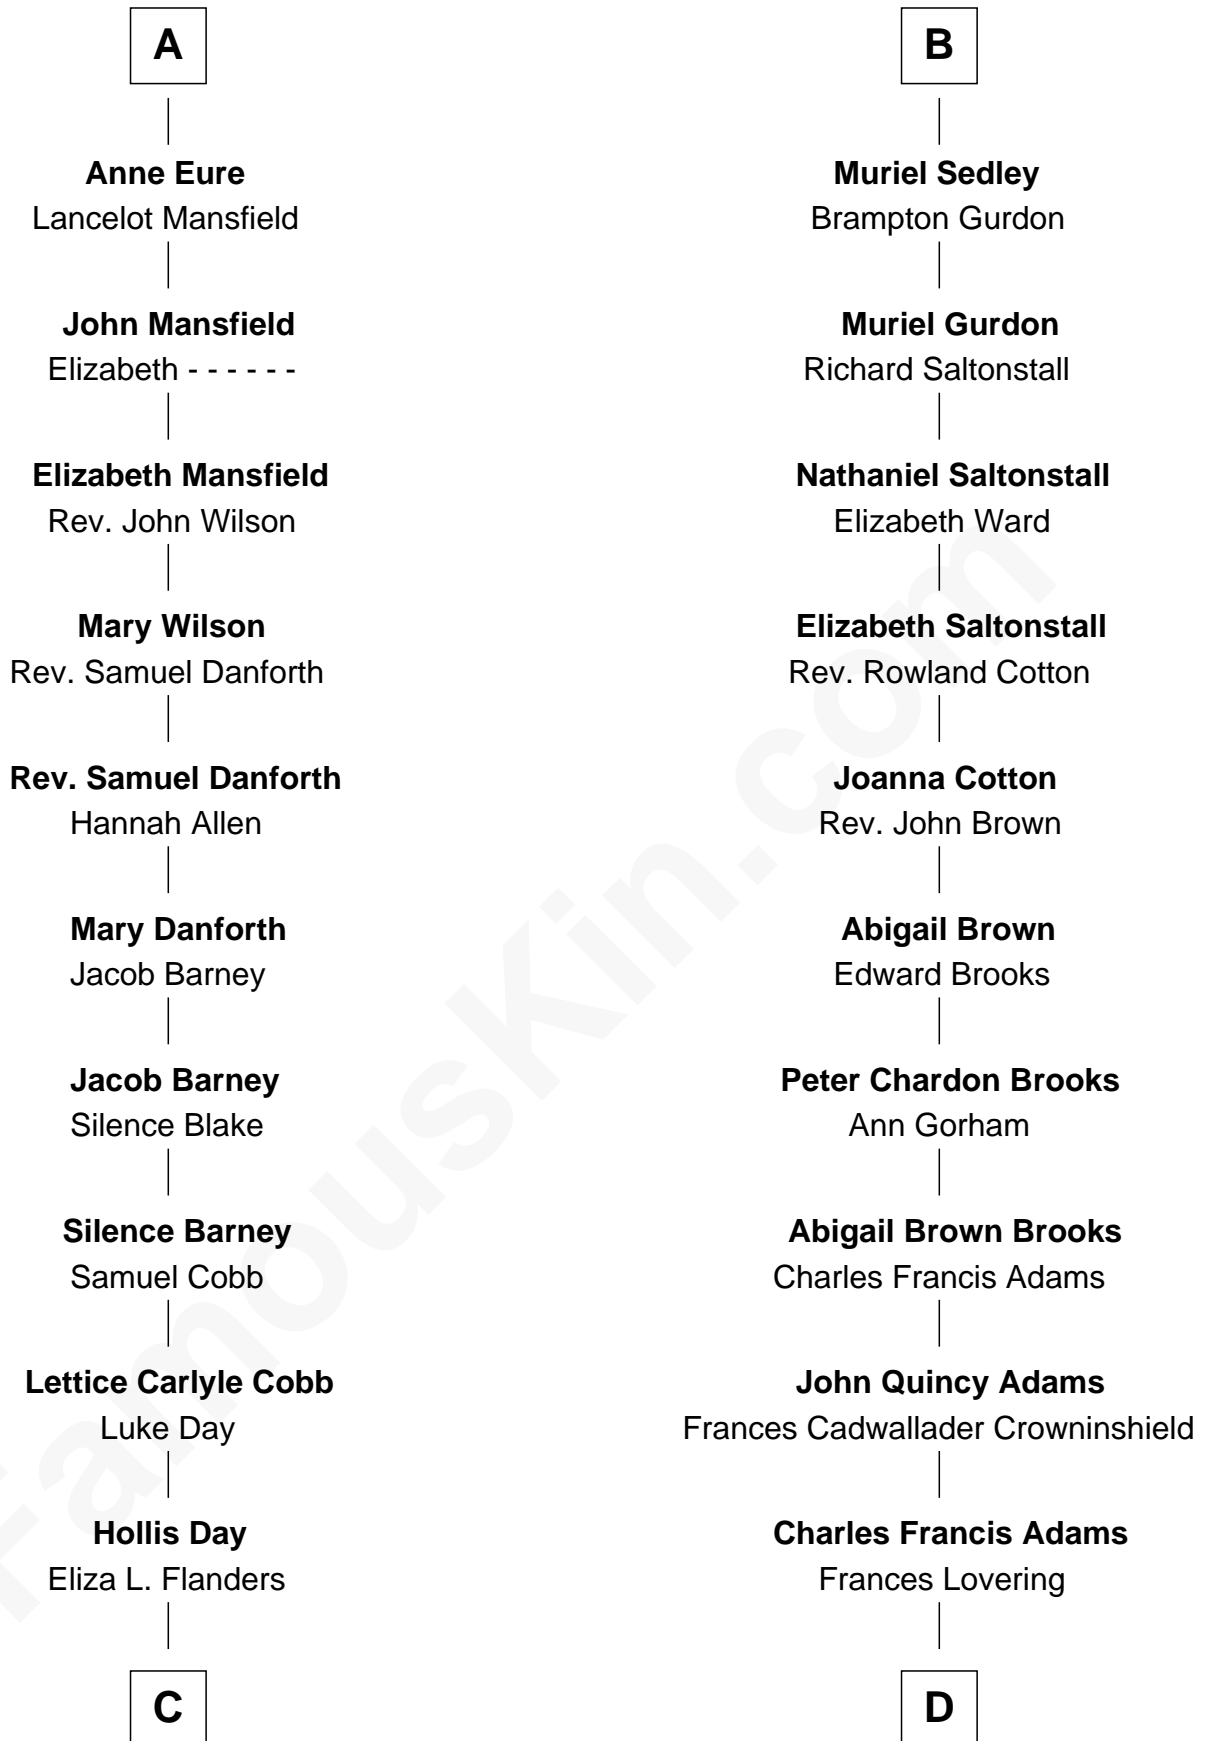 A
Anne Eure
Lancelot Mansfield
John Mansfield
Elizabeth - - - - - -
Elizabeth Mansfield
Rev. John Wilson
Mary Wilson
Rev. Samuel Danforth
Rev. Samuel Danforth
Hannah Allen
Mary Danforth
Jacob Barney
Jacob Barney
Silence Blake
Silence Barney
Samuel Cobb
Lettice Carlyle Cobb
Luke Day
Hollis Day
Eliza L. Flanders
C
B
Muriel Sedley
Brampton Gurdon
Muriel Gurdon
Richard Saltonstall
Nathaniel Saltonstall
Elizabeth Ward
Elizabeth Saltonstall
Rev. Rowland Cotton
Joanna Cotton
Rev. John Brown
Abigail Brown
Edward Brooks
Peter Chardon Brooks
Ann Gorham
Abigail Brown Brooks
Charles Francis Adams
John Quincy Adams
Frances Cadwallader Crowninshield
Charles Francis Adams
Frances Lovering
D
FamousKin.com